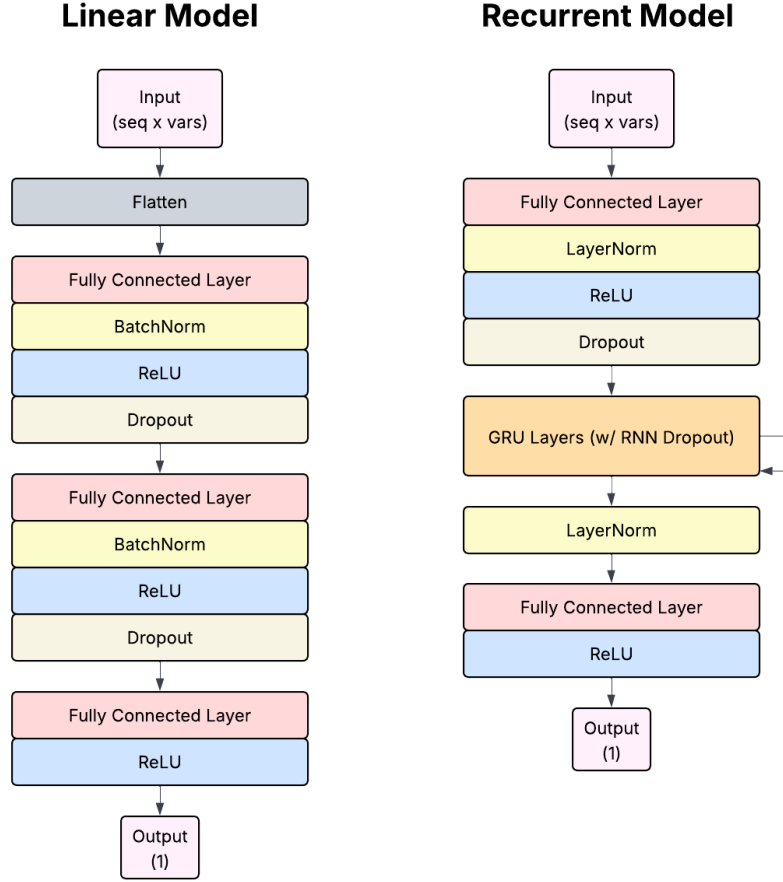 Linear Model
Input
(seq x vars)
Flatten
Fully Connected Layer
BatchNorm
ReLU
Dropout
Fully Connected Layer
BatchNorm
ReLU
Dropout
Fully Connected Layer
ReLU
Output
(1)
Recurrent Model
Input
(seq x vars)
Fully Connected Layer
LayerNorm
ReLU
Dropout
GRU Layers (w/ RNN Dropout)
LayerNorm
Fully Connected Layer
ReLU
Output
(1)